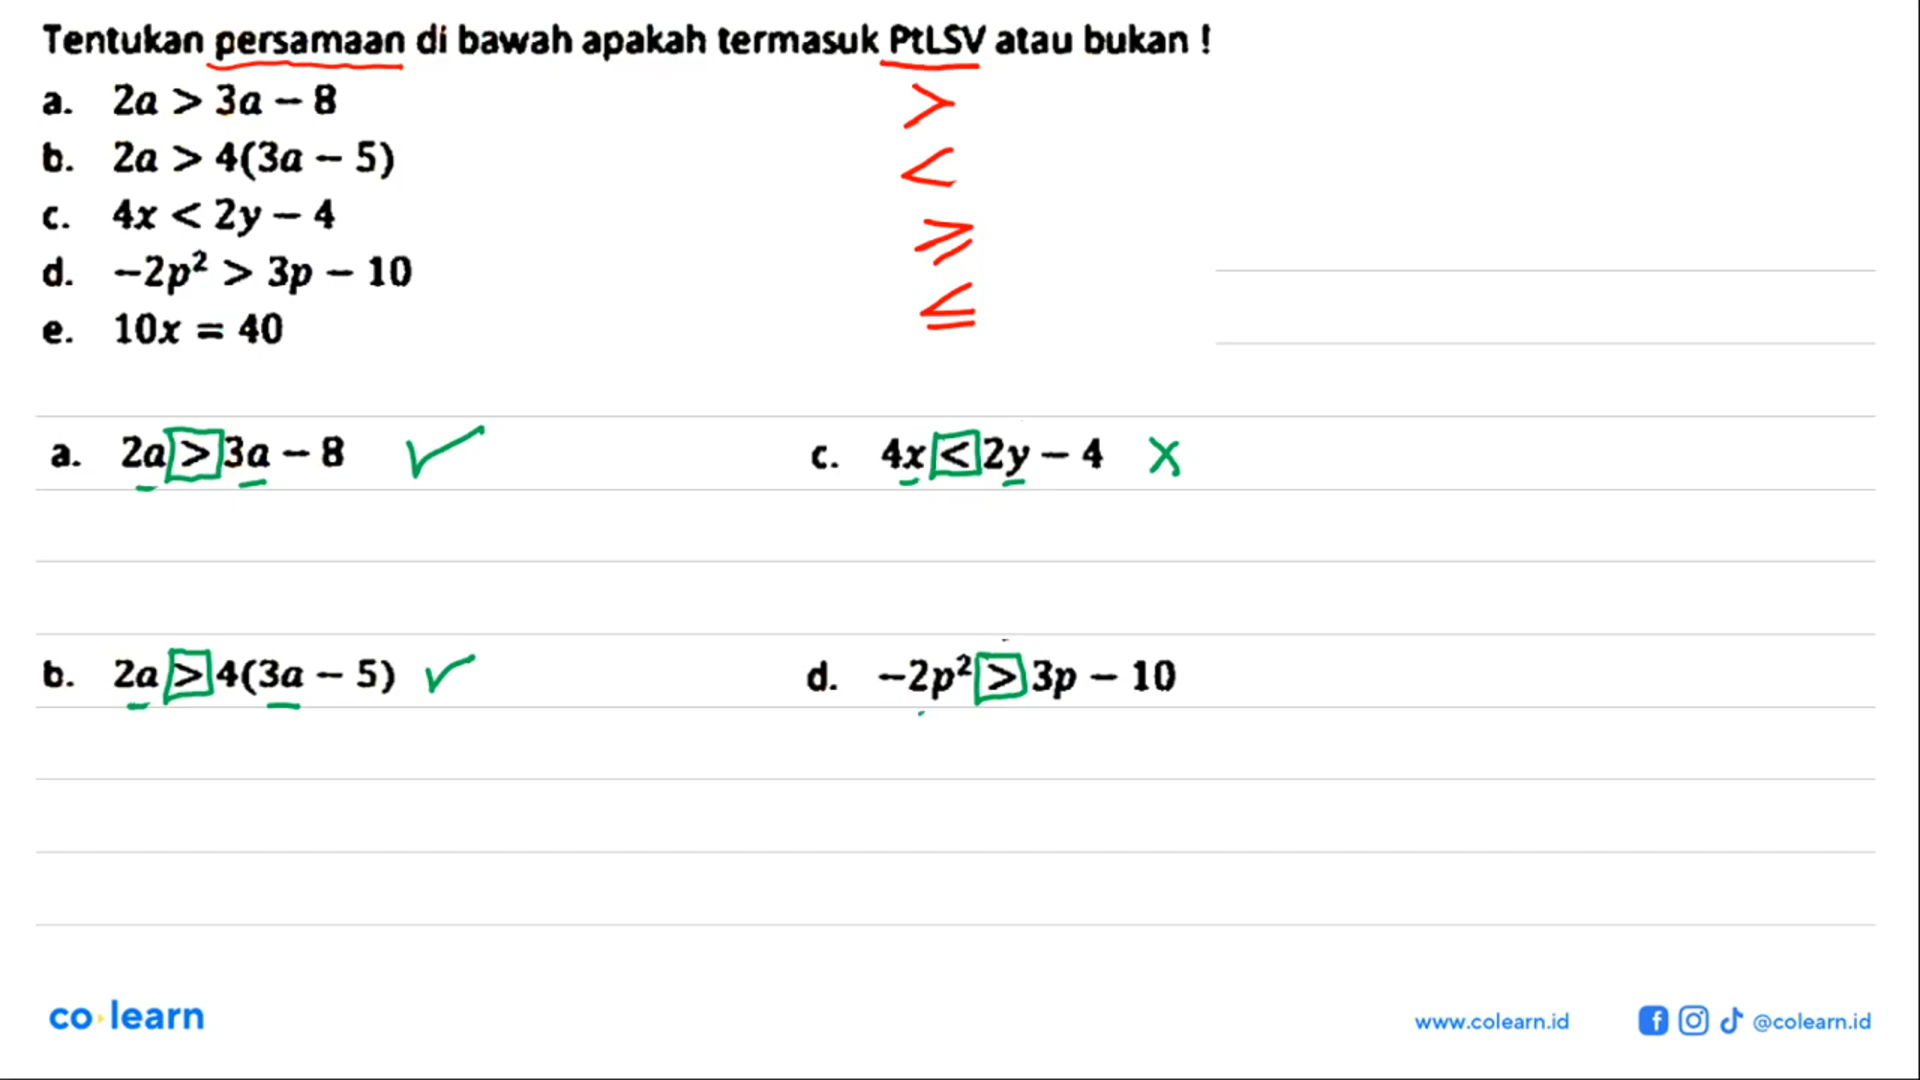 Tentukan persamaan di bawah apakah termasuk PtLSV atau bukan !
a. 2a > 3a − 8
b. 2a > 4(3a − 5)
c. 4x < 2y − 4
d. −2p² > 3p − 10
e. 10x = 40
>
<
≥
≤
a. 2a > 3a − 8 ✓
c. 4x < 2y − 4 X
b. 2a > 4(3a − 5) ✓
d. −2p² > 3p − 10
co learn
www.colearn.id
@colearn.id